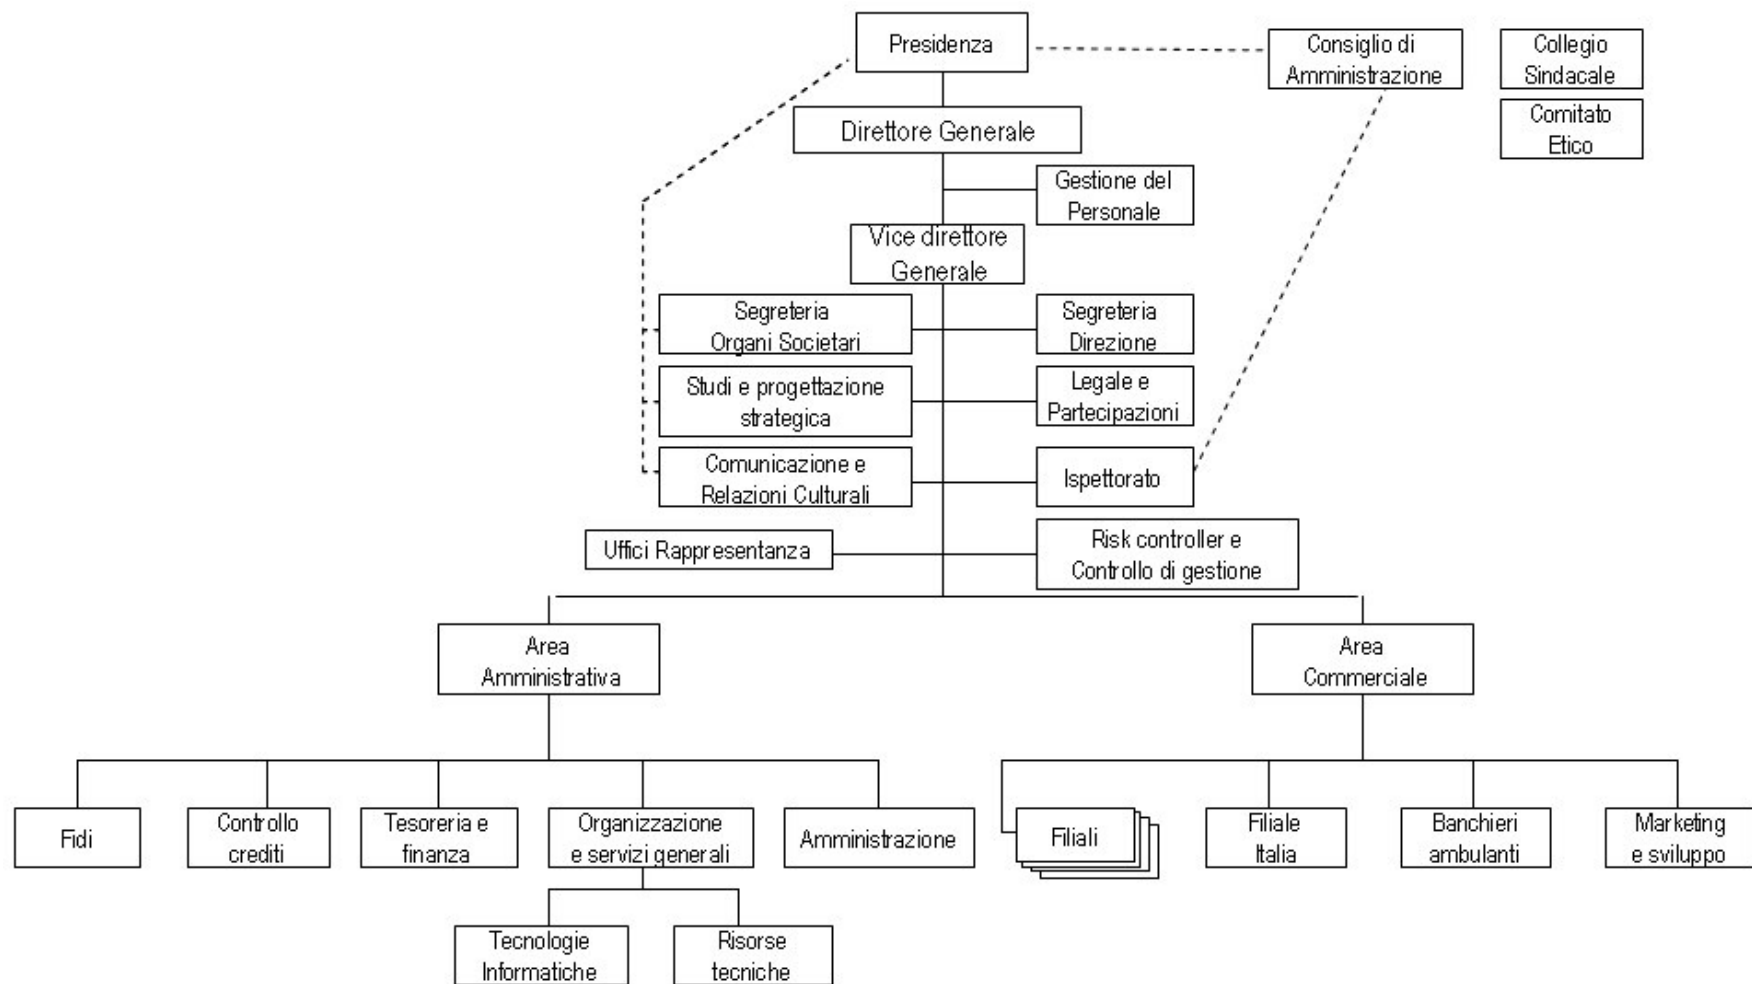 Presidenza
Consiglio di
Amministrazione
Collegio
Sindacale
Comitato
Etico
Direttore Generale
Gestione del
Personale
Vice direttore
Generale
Segreteria
Organi Societari
Segreteria
Direzione
Studi e progettazione
strategica
Legale e
Partecipazioni
Comunicazione e
Relazioni Culturali
Ispettorato
Uffici Rappresentanza
Risk controller e
Controllo di gestione
Area
Amministrativa
Area
Commerciale
Fidi
Controllo
crediti
Tesoreria e
finanza
Organizzazione
e servizi generali
Amministrazione
Filiali
Filiale
Italia
Banchieri
ambulanti
Marketing
e sviluppo
Tecnologie
Informatiche
Risorse
tecniche